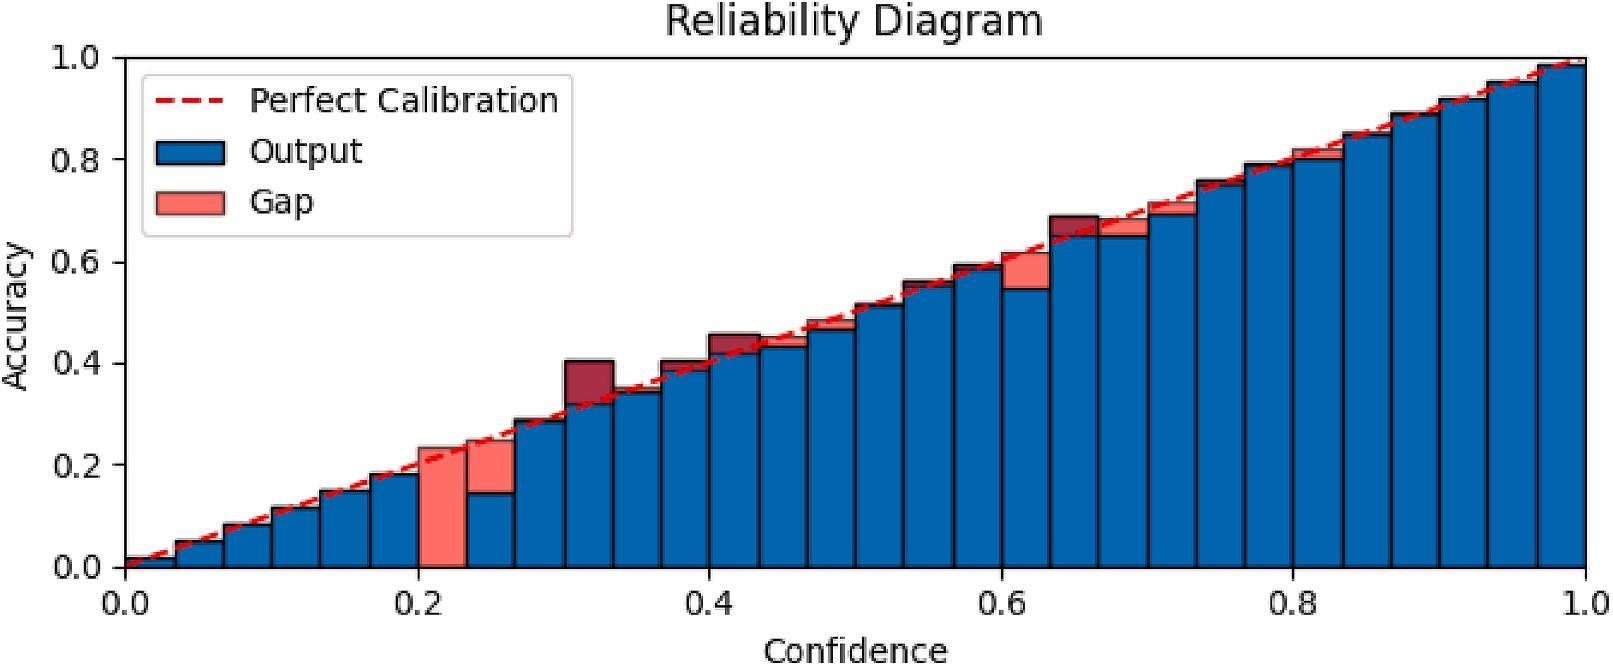 Reliability Diagram
1.0
0.8
0.6
0.4
0.2
0.0
Accuracy
Perfect Calibration
Output
Gap
0.0 0.2 0.4 0.6 0.8 1.0
Confidence